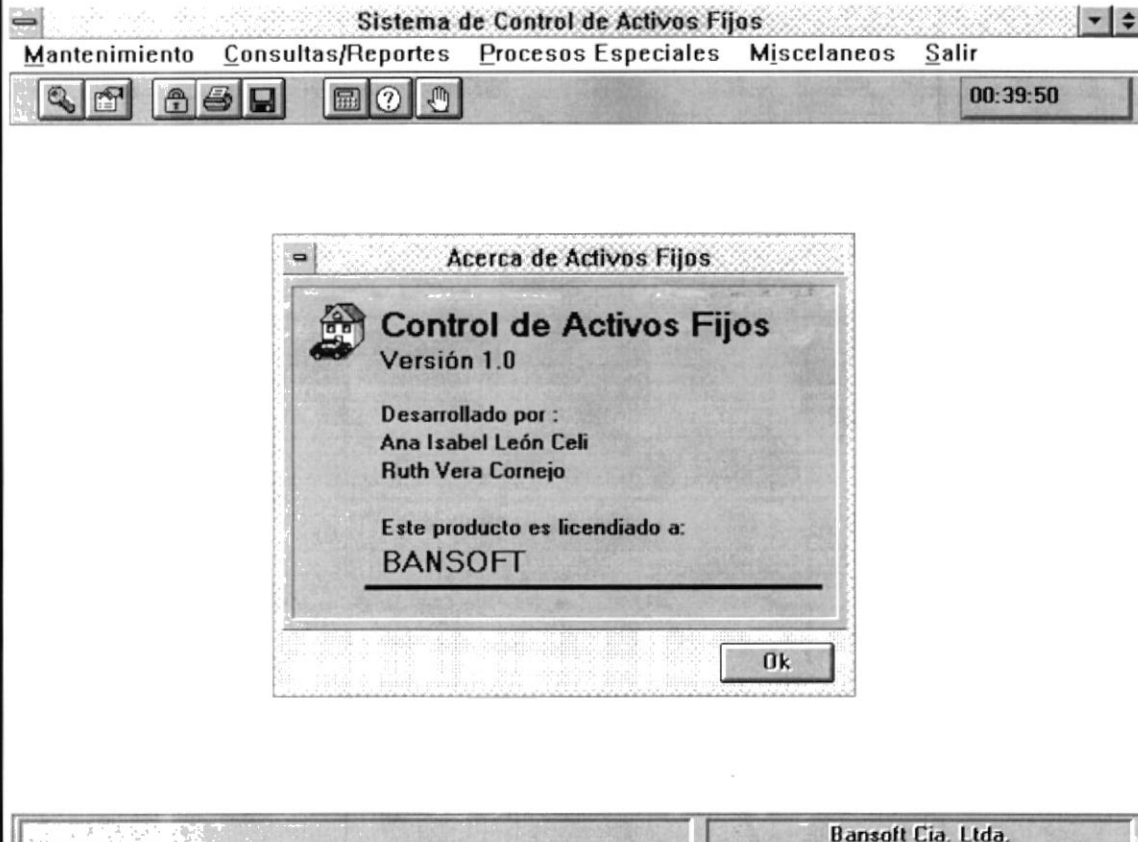 Sistema de Control de Activos Fijos
Mantenimiento Consultas/Reportes Procesos Especiales Miscelaneos Salir
00:39:50
Acerca de Activos Fijos
Control de Activos Fijos
Versión 1.0
Desarrollado por :
Ana Isabel León Celi
Ruth Vera Cornejo
Este producto es licendiado a:
BANSOFT
Ok
Bansoft Cia. Ltda.